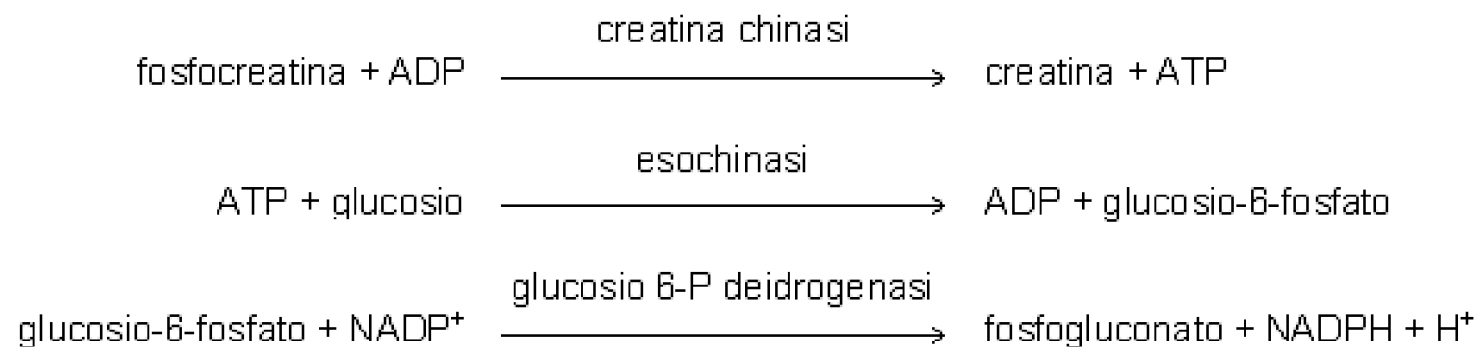 creatina chinasi
fosfocreatina + ADP → creatina + ATP
esochinasi
ATP + glucosio → ADP + glucosio-6-fosfato
glucosio 6-P deidrogenasi
glucosio-6-fosfato + NADP⁺ → fosfogluconato + NADPH + H⁺